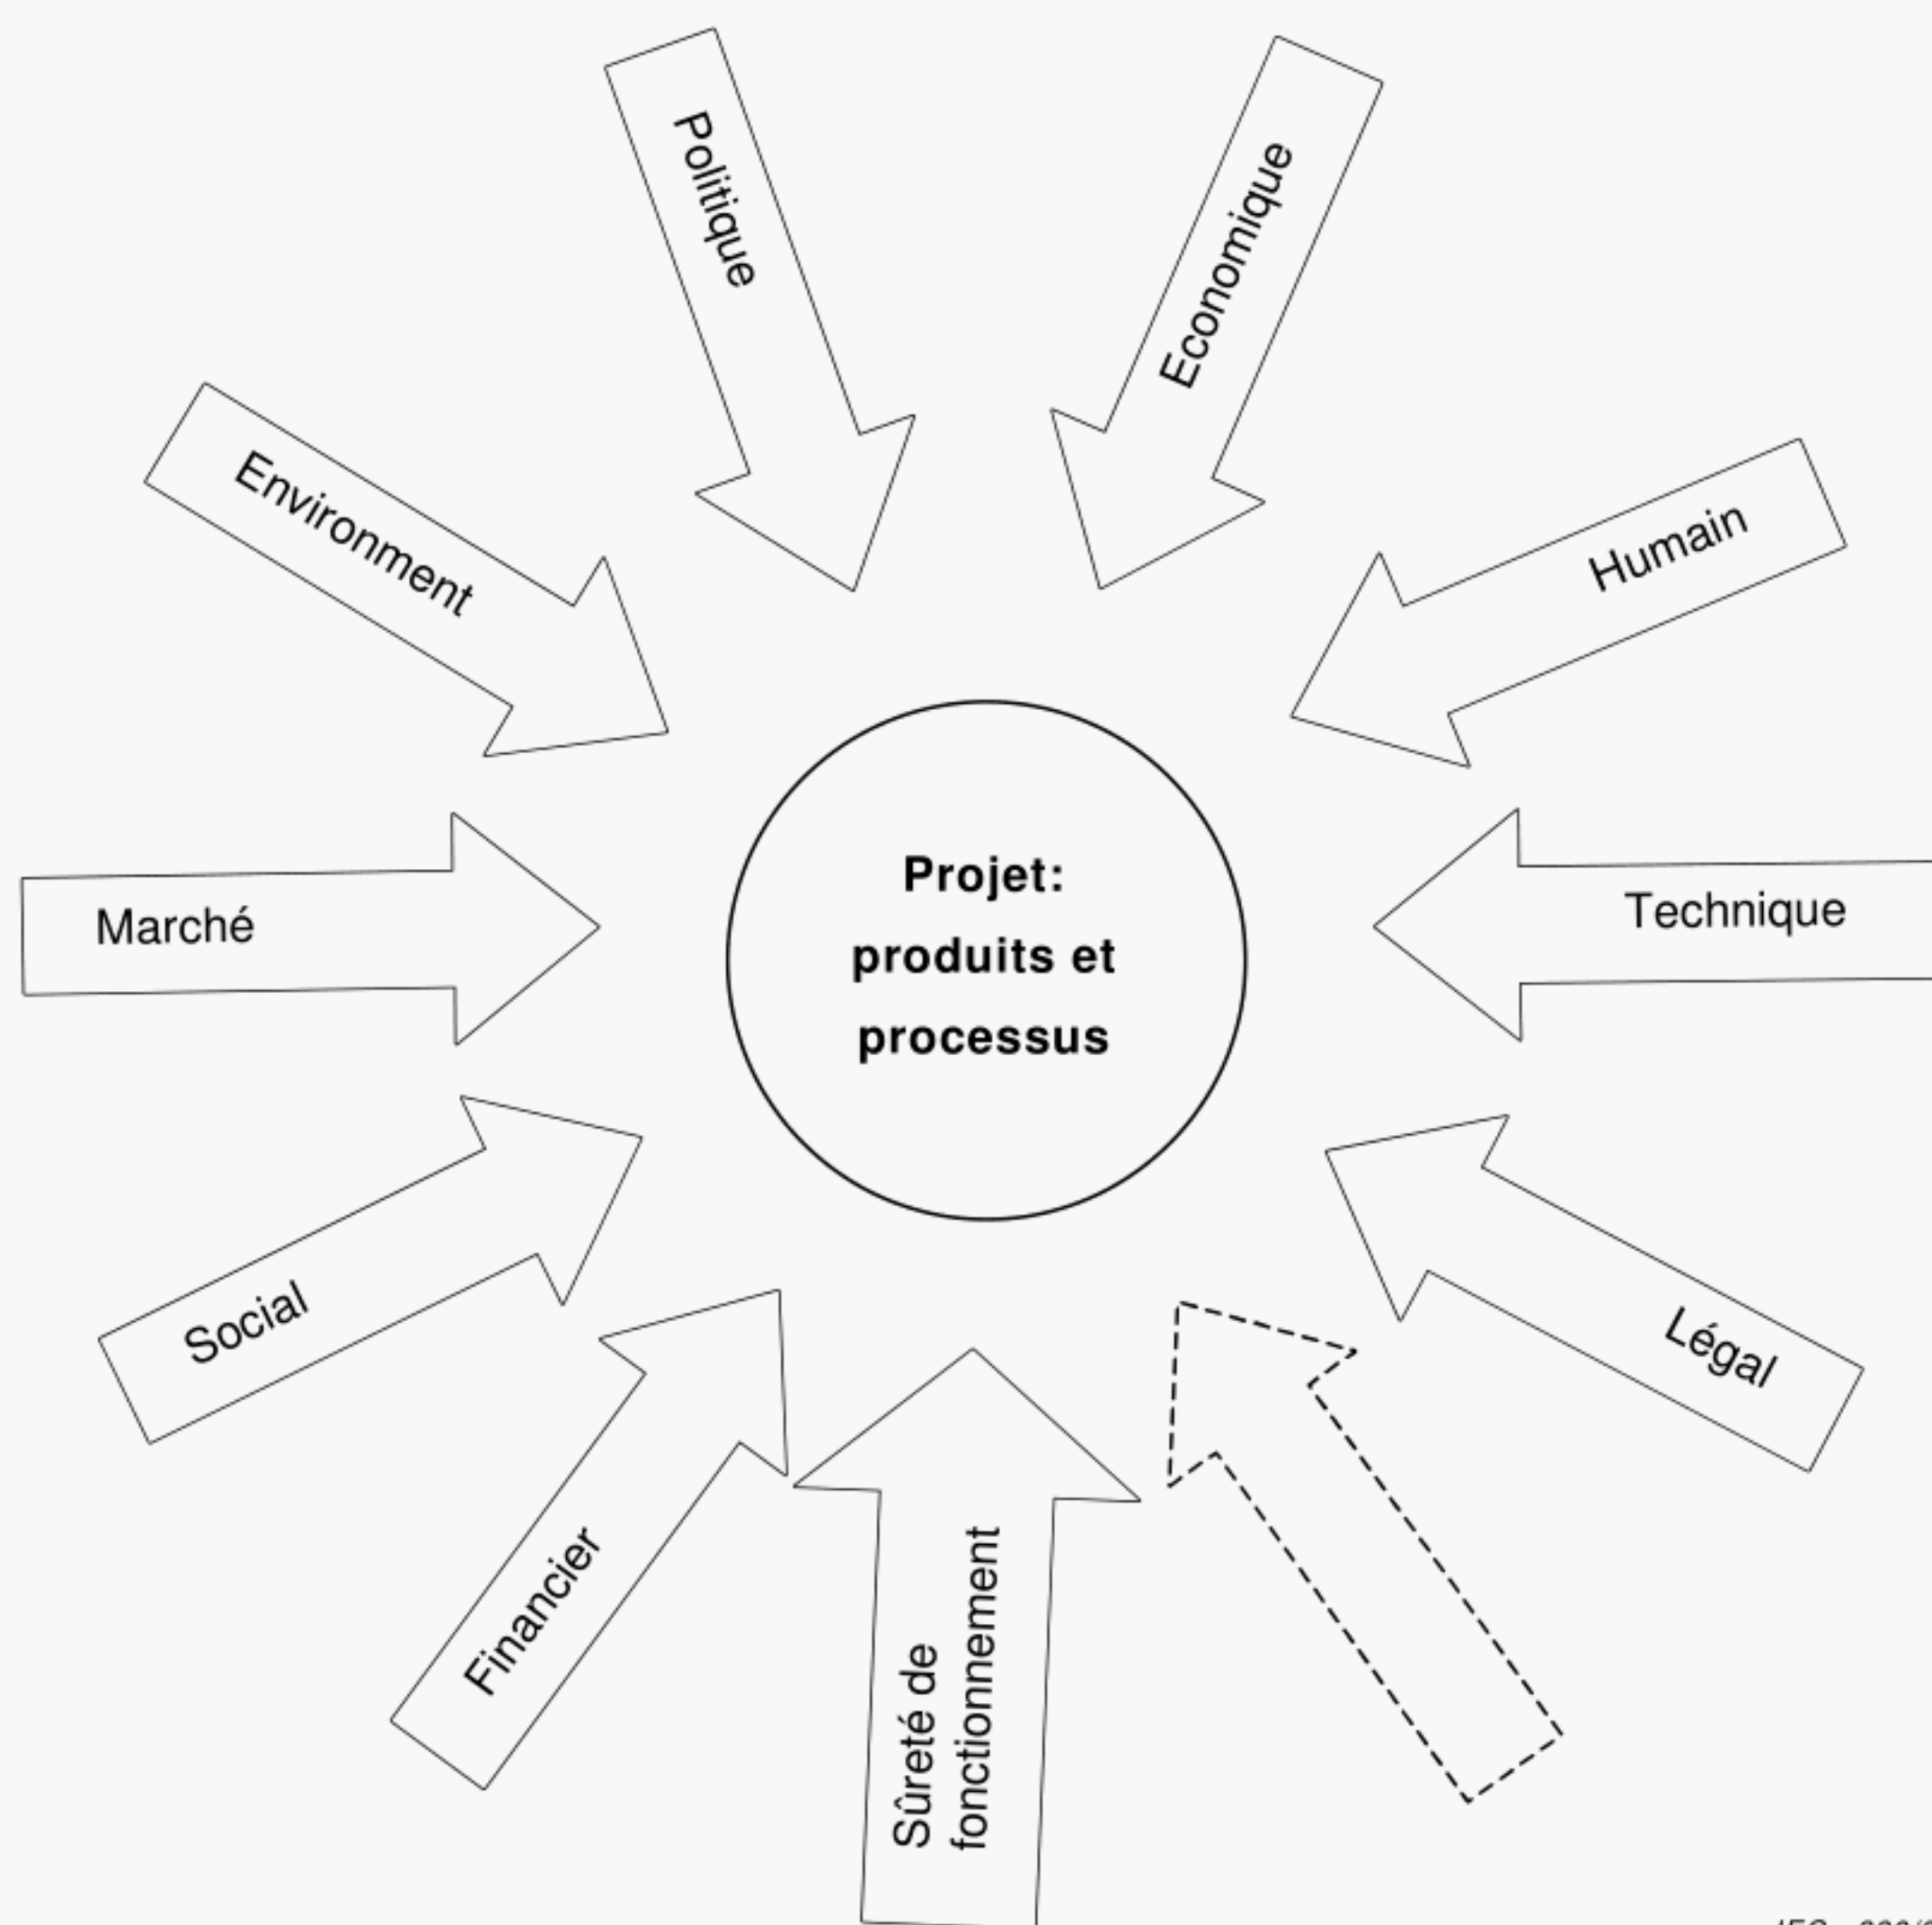 Politique
Economique
Environment
Humain
Projet:
produits et
processus
Marché
Technique
Social
Légal
Financier
Sûreté de
fonctionnement